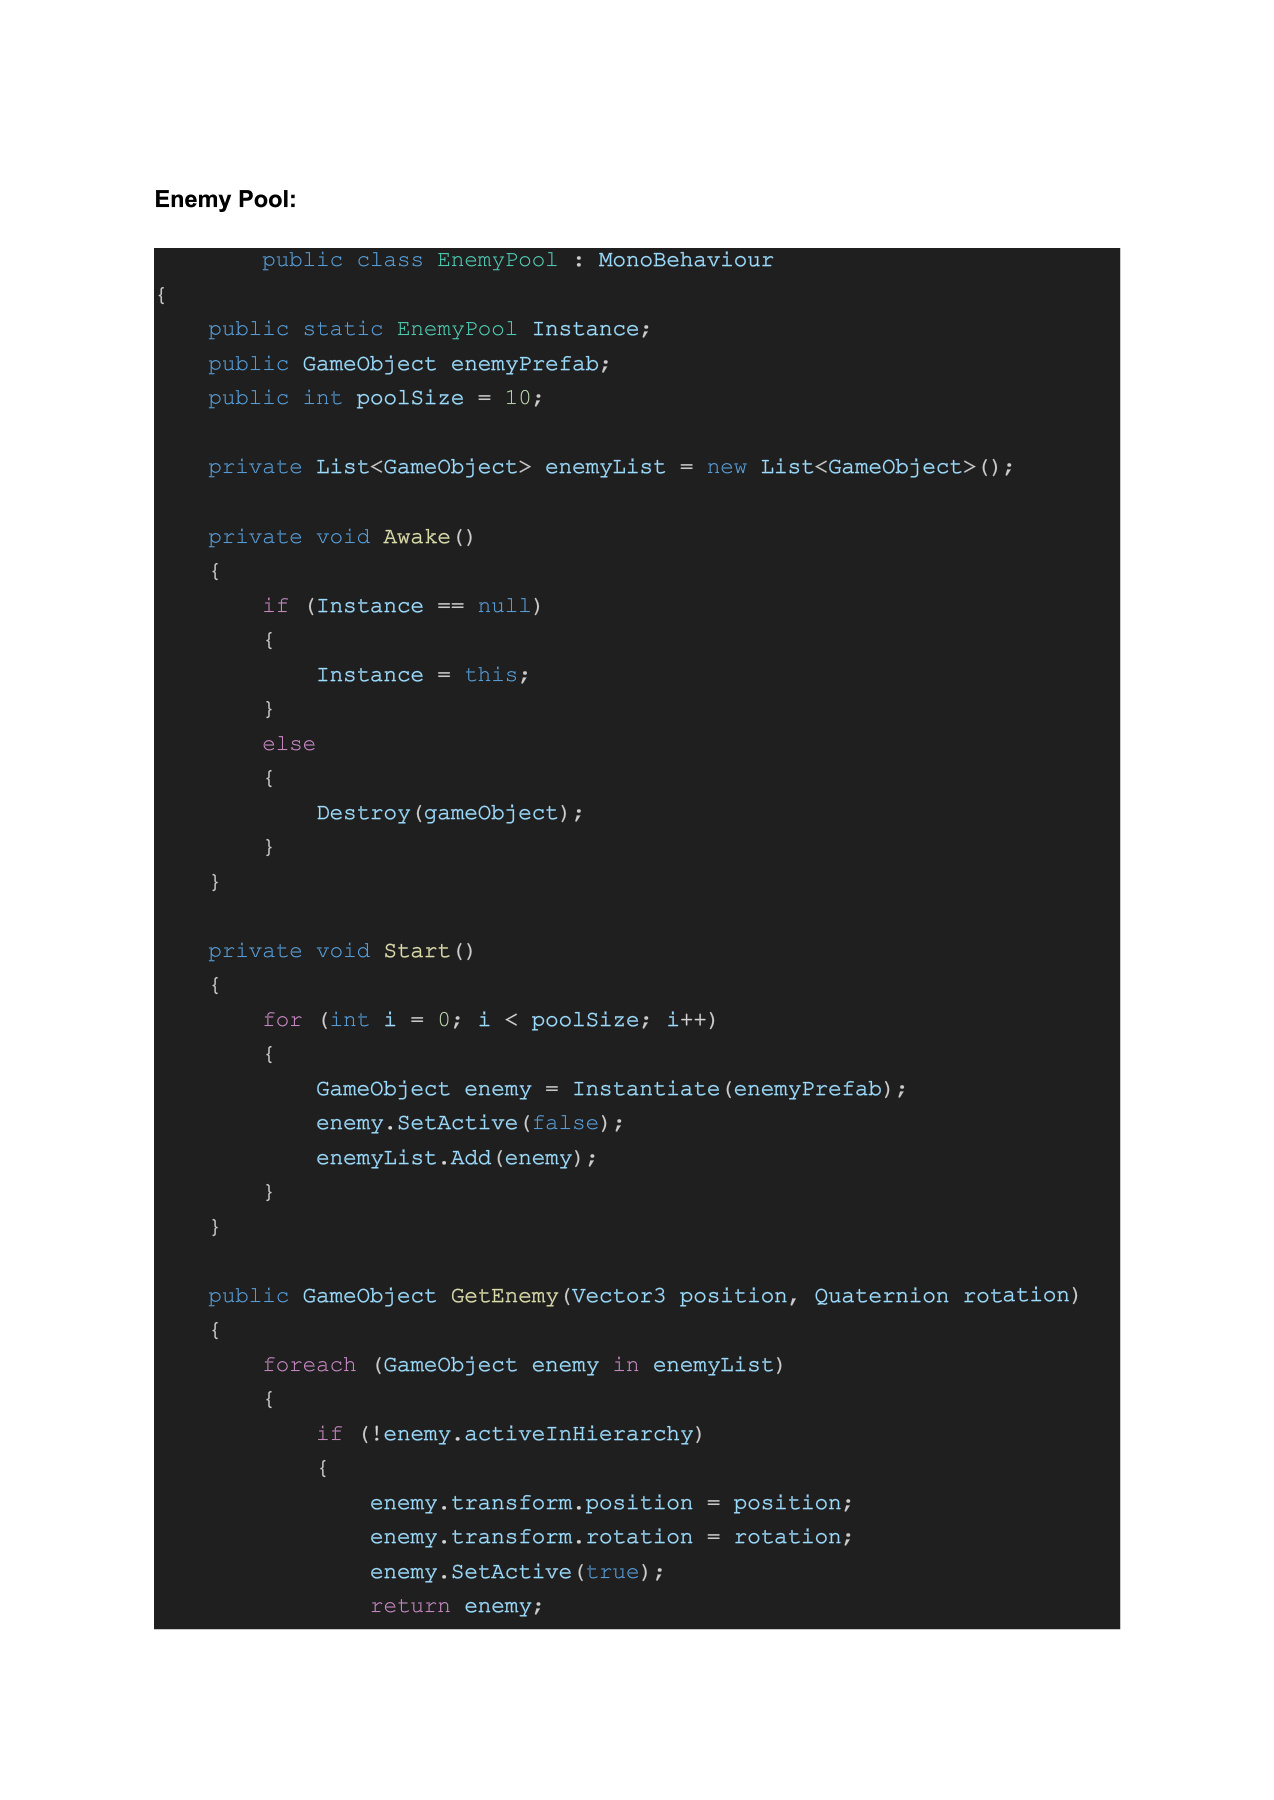 Enemy Pool:
        public class EnemyPool : MonoBehaviour
{
    public static EnemyPool Instance;
    public GameObject enemyPrefab;
    public int poolSize = 10;

    private List<GameObject> enemyList = new List<GameObject>();

    private void Awake()
    {
        if (Instance == null)
        {
            Instance = this;
        }
        else
        {
            Destroy(gameObject);
        }
    }

    private void Start()
    {
        for (int i = 0; i < poolSize; i++)
        {
            GameObject enemy = Instantiate(enemyPrefab);
            enemy.SetActive(false);
            enemyList.Add(enemy);
        }
    }

    public GameObject GetEnemy(Vector3 position, Quaternion rotation)
    {
        foreach (GameObject enemy in enemyList)
        {
            if (!enemy.activeInHierarchy)
            {
                enemy.transform.position = position;
                enemy.transform.rotation = rotation;
                enemy.SetActive(true);
                return enemy;